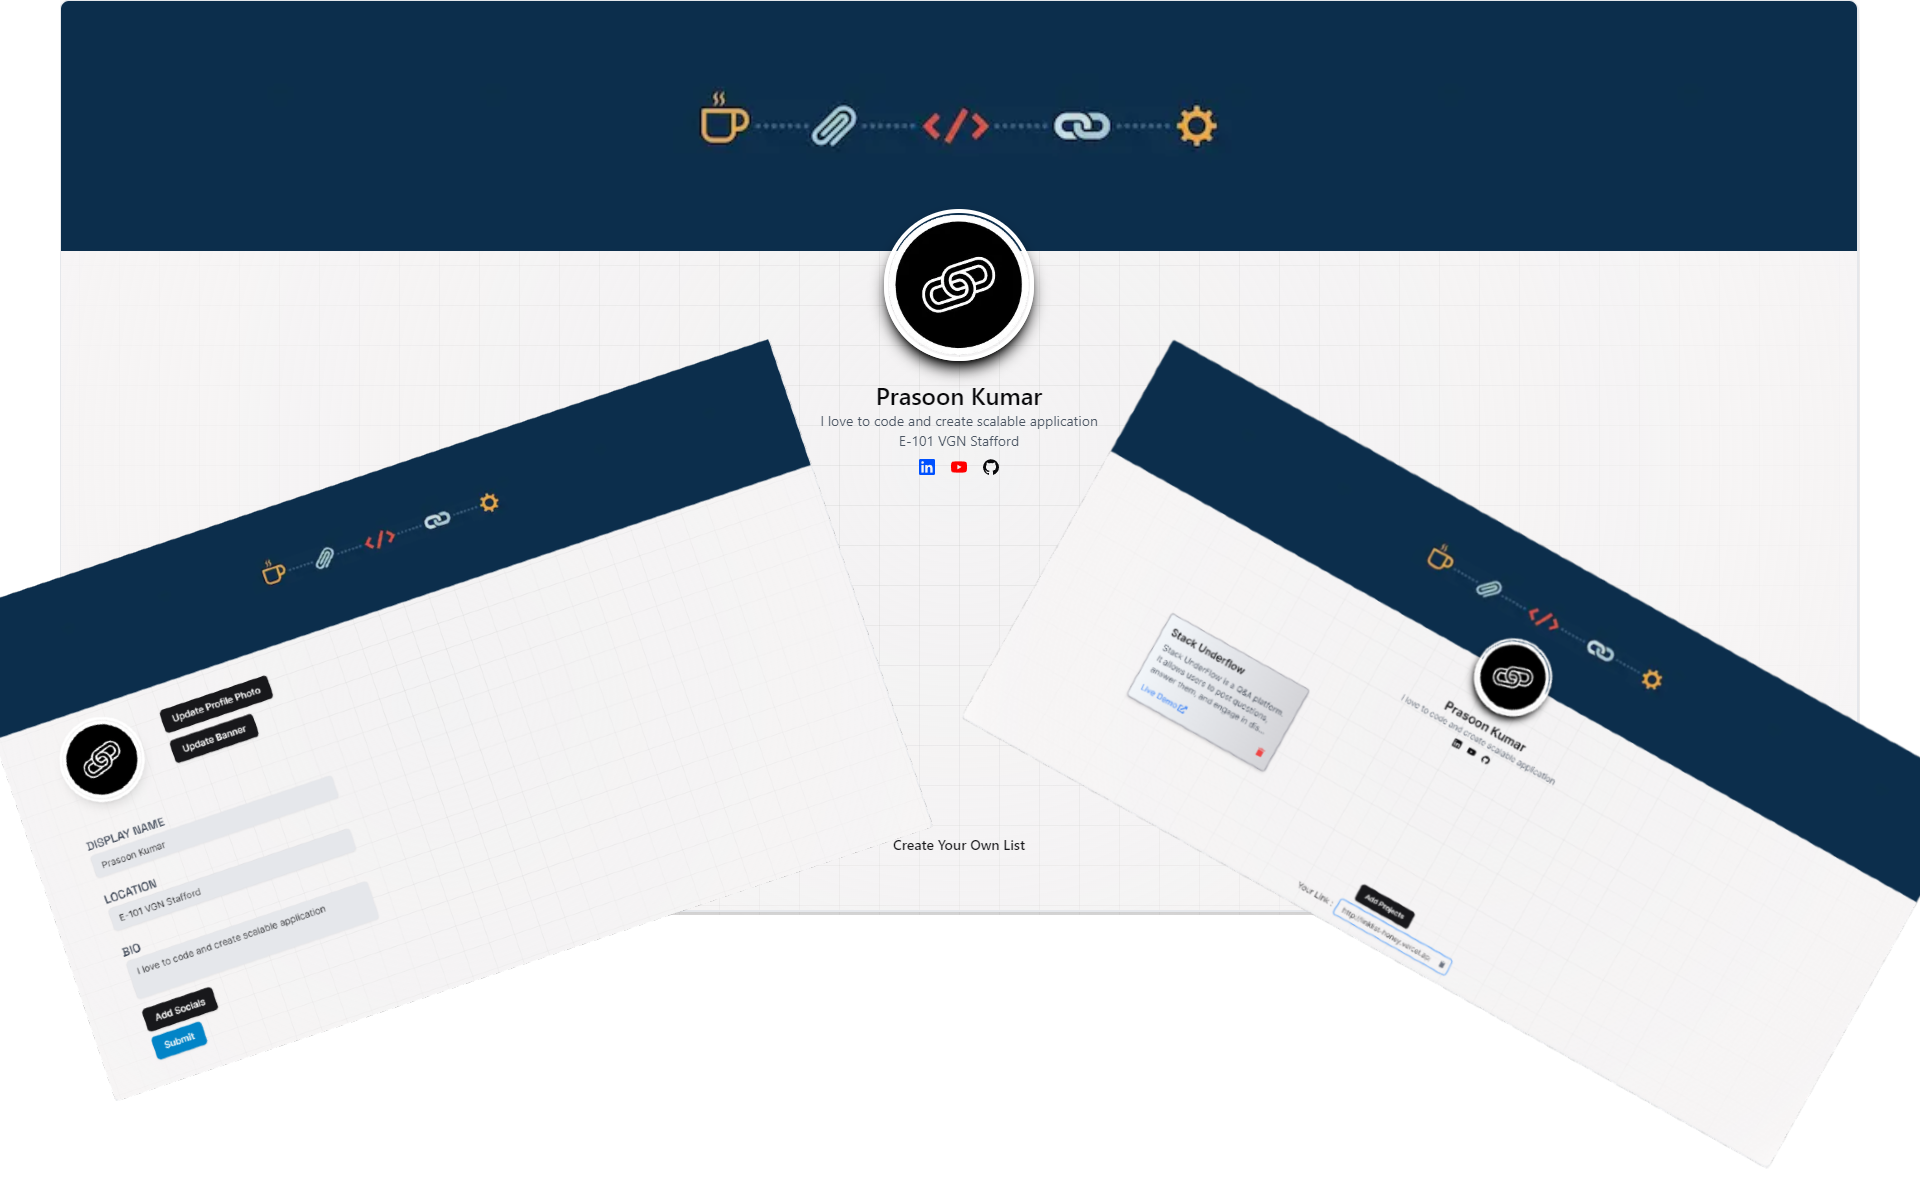 Prasoon Kumar
I love to code and create scalable application
E-101 VGN Stafford
Create Your Own List
Update Profile Photo
Update Banner
DISPLAY NAME
Prasoon Kumar
LOCATION
E-101 VGN Stafford
BIO
I love to code and create scalable application
Add Socials
Submit
Stack Underflow
Stack UnderFlow is a Q&A platform.
It allows users to post questions,
answer them, and engage in dis...
Live Demo
Prasoon Kumar
I love to code and create scalable application
Add Projects
Your Link :